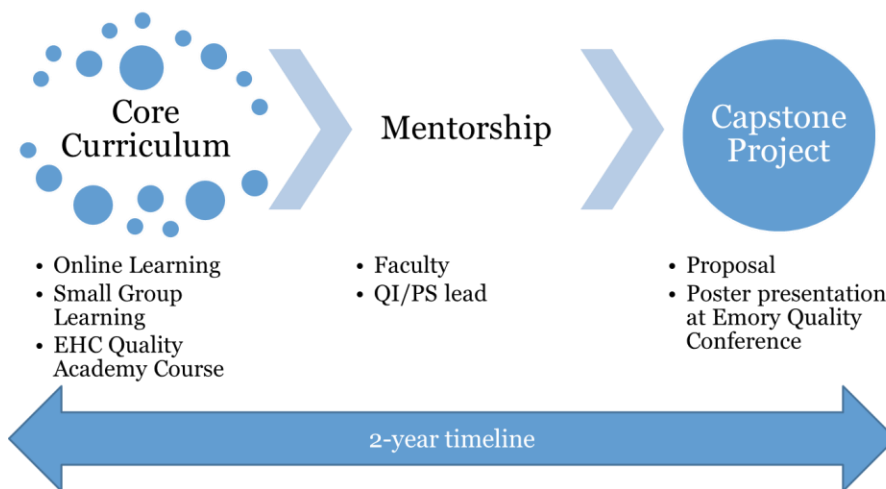 Core
Curriculum
Mentorship
Capstone
Project
• Online Learning
• Small Group
Learning
• EHC Quality
Academy Course
• Faculty
• QI/PS lead
• Proposal
• Poster presentation
at Emory Quality
Conference
2-year timeline